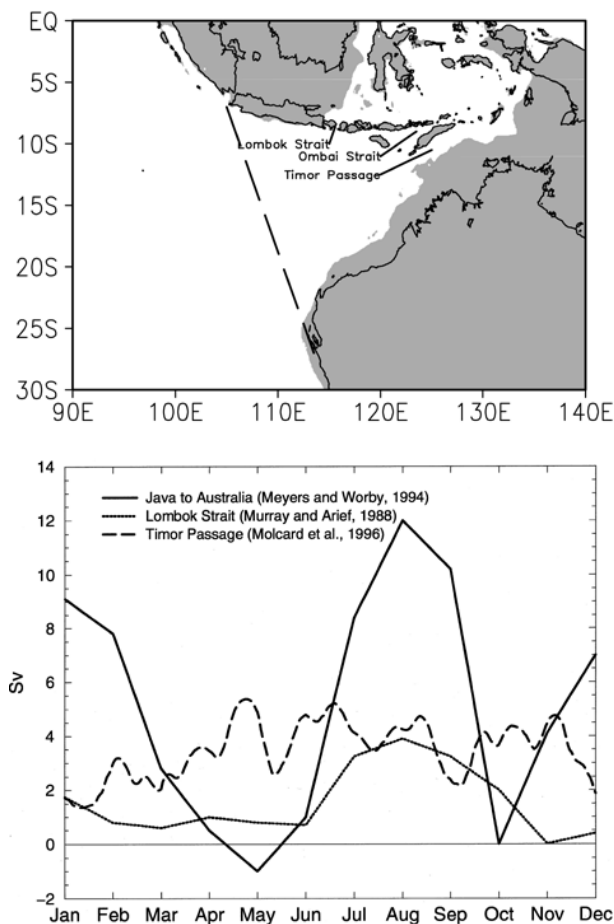 EQ
5S
10S
15S
20S
25S
30S
Lombok Strait
Ombai Strait
Timor Passage
90E 100E 110E 120E 130E 140E
14
12
10
8
6
4
2
0
-2
Sv
Java to Australia (Meyers and Worby, 1994)
Lombok Strait (Murray and Arief, 1988)
Timor Passage (Molcard et al., 1996)
Jan Feb Mar Apr May Jun Jul Aug Sep Oct Nov Dec